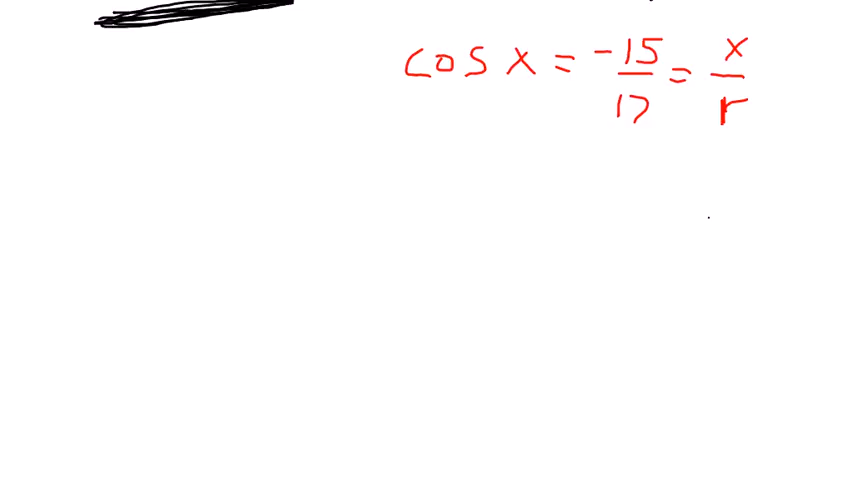 cos x = -15/17 = x/r